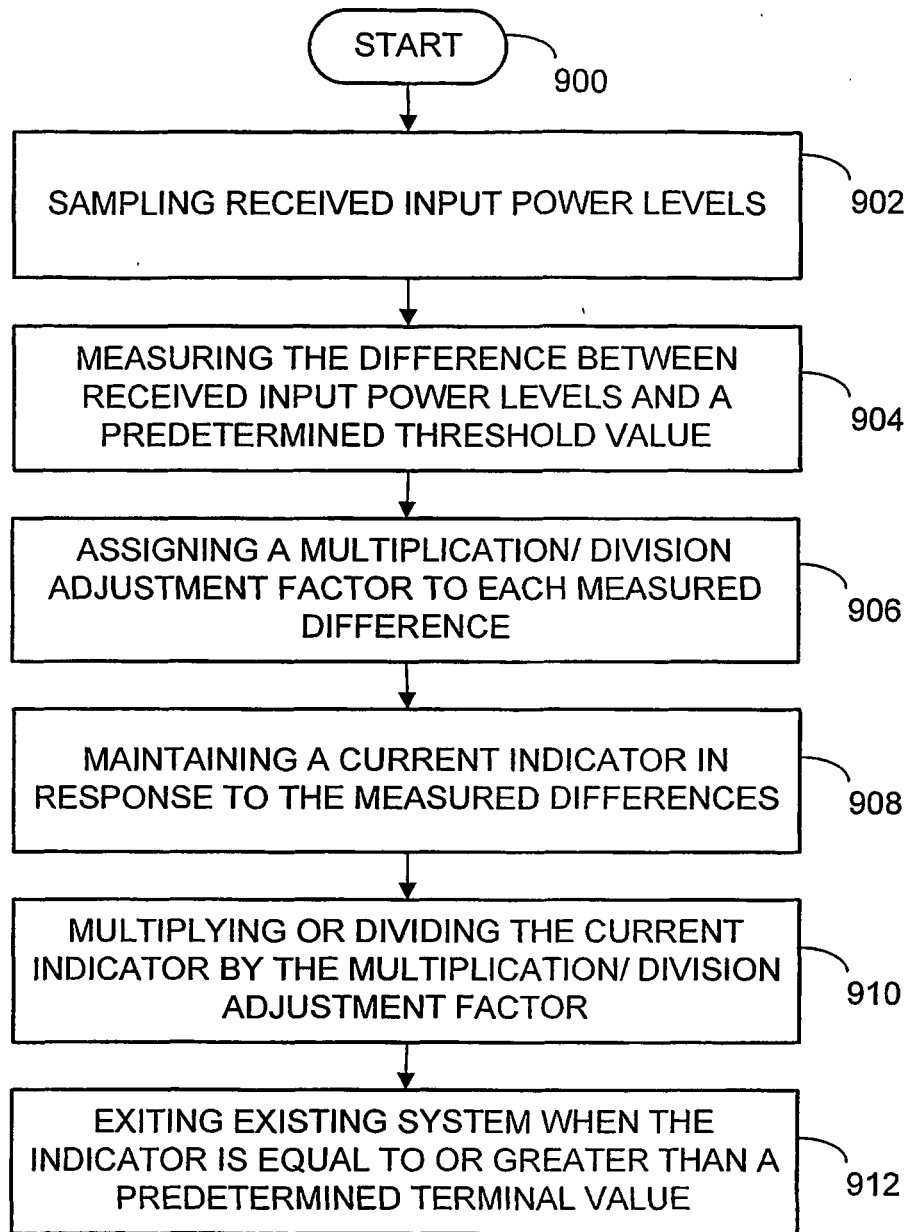 START
900
SAMPLING RECEIVED INPUT POWER LEVELS
902
MEASURING THE DIFFERENCE BETWEEN
RECEIVED INPUT POWER LEVELS AND A
PREDETERMINED THRESHOLD VALUE
904
ASSIGNING A MULTIPLICATION/ DIVISION
ADJUSTMENT FACTOR TO EACH MEASURED
DIFFERENCE
906
MAINTAINING A CURRENT INDICATOR IN
RESPONSE TO THE MEASURED DIFFERENCES
908
MULTIPLYING OR DIVIDING THE CURRENT
INDICATOR BY THE MULTIPLICATION/ DIVISION
ADJUSTMENT FACTOR
910
EXITING EXISTING SYSTEM WHEN THE
INDICATOR IS EQUAL TO OR GREATER THAN A
PREDETERMINED TERMINAL VALUE
912